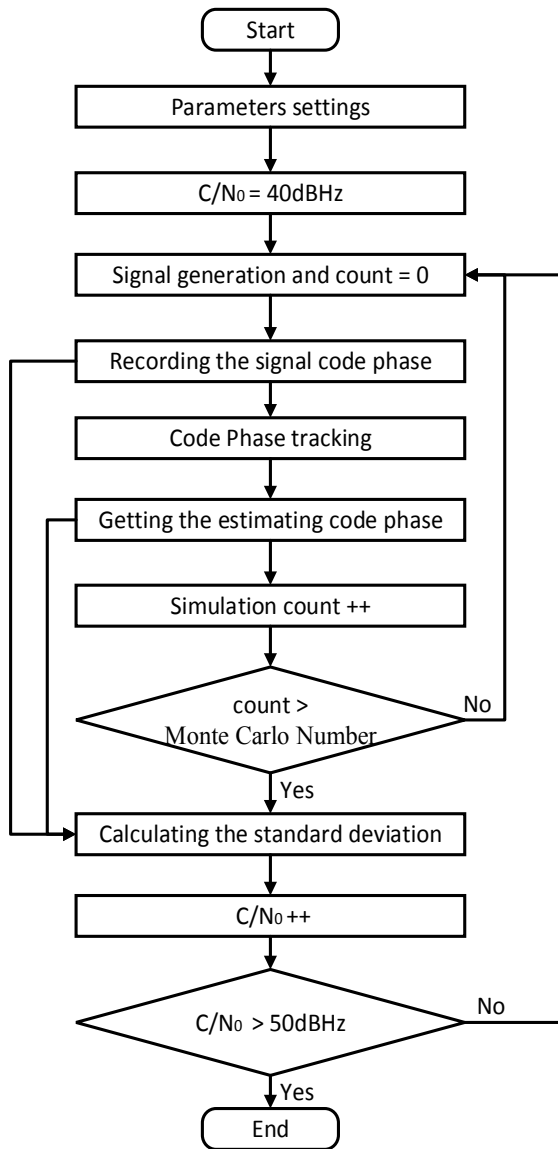 Start
Parameters settings
C/N₀ = 40dBHz
Signal generation and count = 0
Recording the signal code phase
Code Phase tracking
Getting the estimating code phase
Simulation count ++
count >
Monte Carlo Number
No
Yes
Calculating the standard deviation
C/N₀ ++
C/N₀ > 50dBHz
No
Yes
End